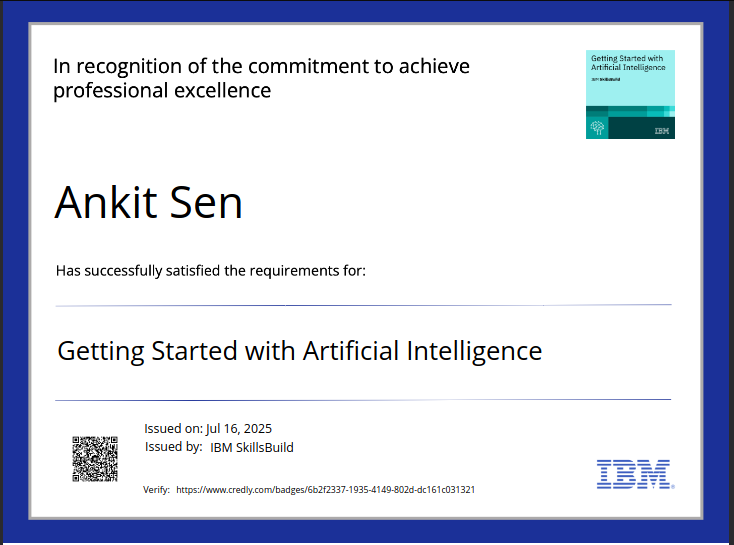 In recognition of the commitment to achieve
professional excellence
Getting Started with
Artificial Intelligence
IBM SkillsBuild
IBM
Ankit Sen
Has successfully satisfied the requirements for:
Getting Started with Artificial Intelligence
Issued on: Jul 16, 2025
Issued by: IBM SkillsBuild
Verify: https://www.credly.com/badges/6b2f2337-1935-4149-802d-dc161c031321
IBM®